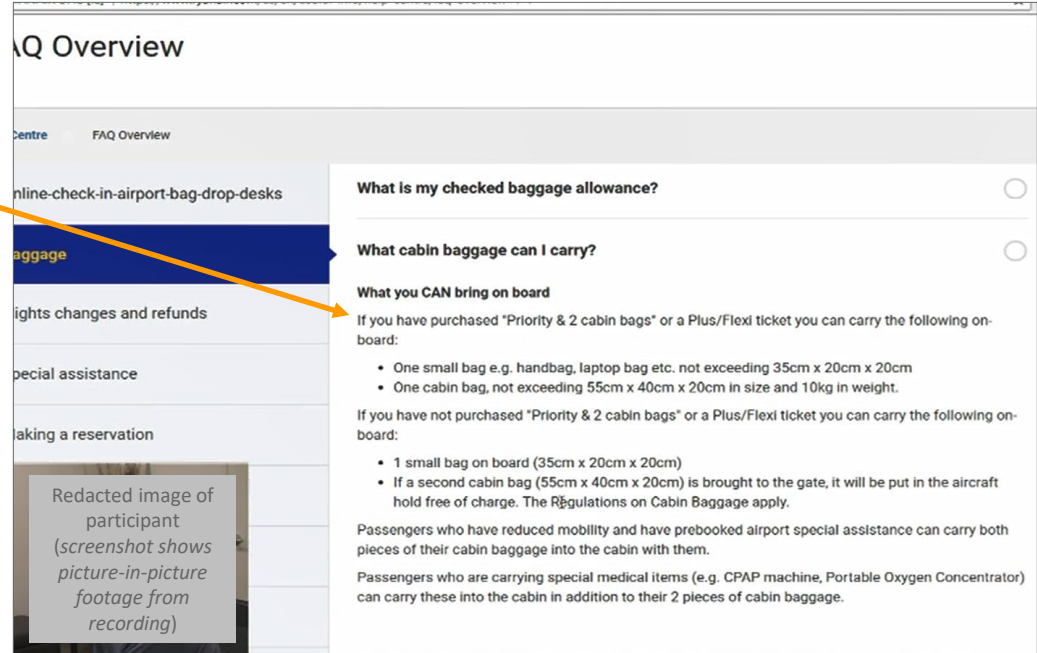 AQ Overview
Centre FAQ Overview
nline-check-in-airport-bag-drop-desks
aggage
ights changes and refunds
pecial assistance
laking a reservation
What is my checked baggage allowance?
What cabin baggage can I carry?
What you CAN bring on board
If you have purchased "Priority & 2 cabin bags" or a Plus/Flexi ticket you can carry the following on-
board:
• One small bag e.g. handbag, laptop bag etc. not exceeding 35cm x 20cm x 20cm
• One cabin bag, not exceeding 55cm x 40cm x 20cm in size and 10kg in weight.
If you have not purchased "Priority & 2 cabin bags" or a Plus/Flexi ticket you can carry the following on-
board:
• 1 small bag on board (35cm x 20cm x 20cm)
• If a second cabin bag (55cm x 40cm x 20cm) is brought to the gate, it will be put in the aircraft
hold free of charge. The Regulations on Cabin Baggage apply.
Passengers who have reduced mobility and have prebooked airport special assistance can carry both
pieces of their cabin baggage into the cabin with them.
Passengers who are carrying special medical items (e.g. CPAP machine, Portable Oxygen Concentrator)
can carry these into the cabin in addition to their 2 pieces of cabin baggage.
Redacted image of
participant
(screenshot shows
picture-in-picture
footage from
recording)